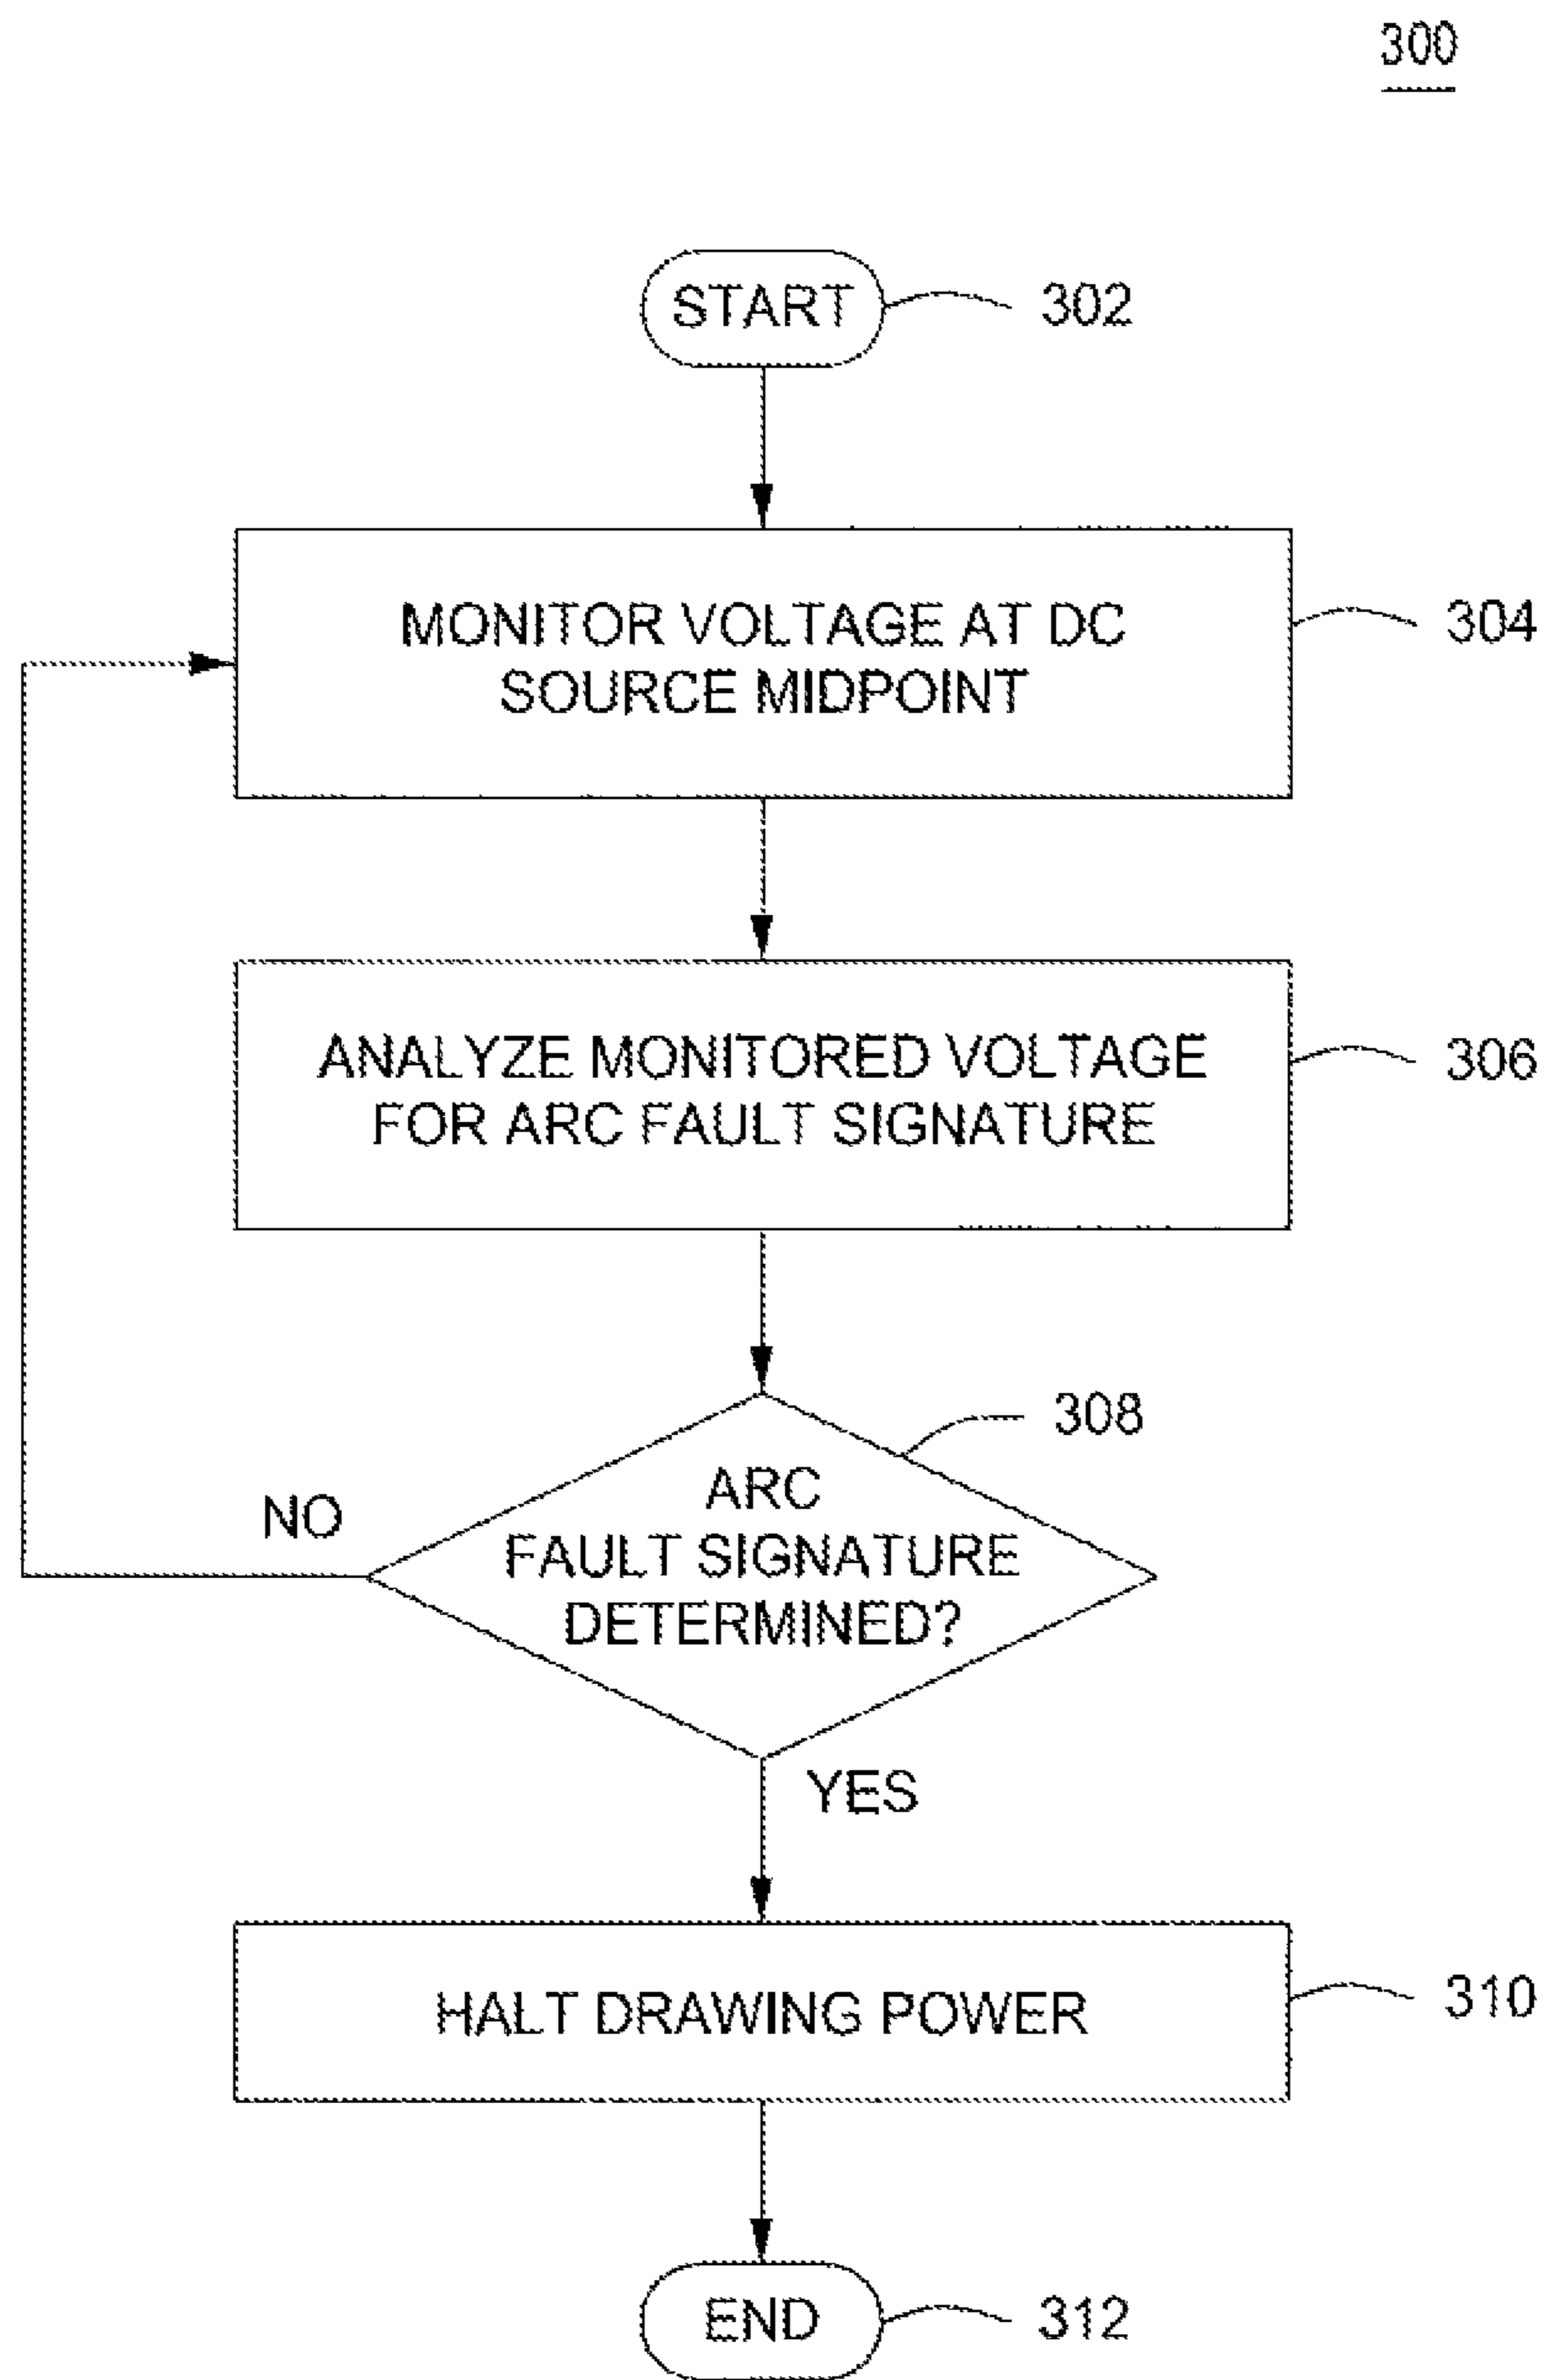 300
START
302
MONITOR VOLTAGE AT DC
SOURCE MIDPOINT
304
ANALYZE MONITORED VOLTAGE
FOR ARC FAULT SIGNATURE
306
308
ARC
FAULT SIGNATURE
DETERMINED?
NO
YES
HALT DRAWING POWER
310
END
312